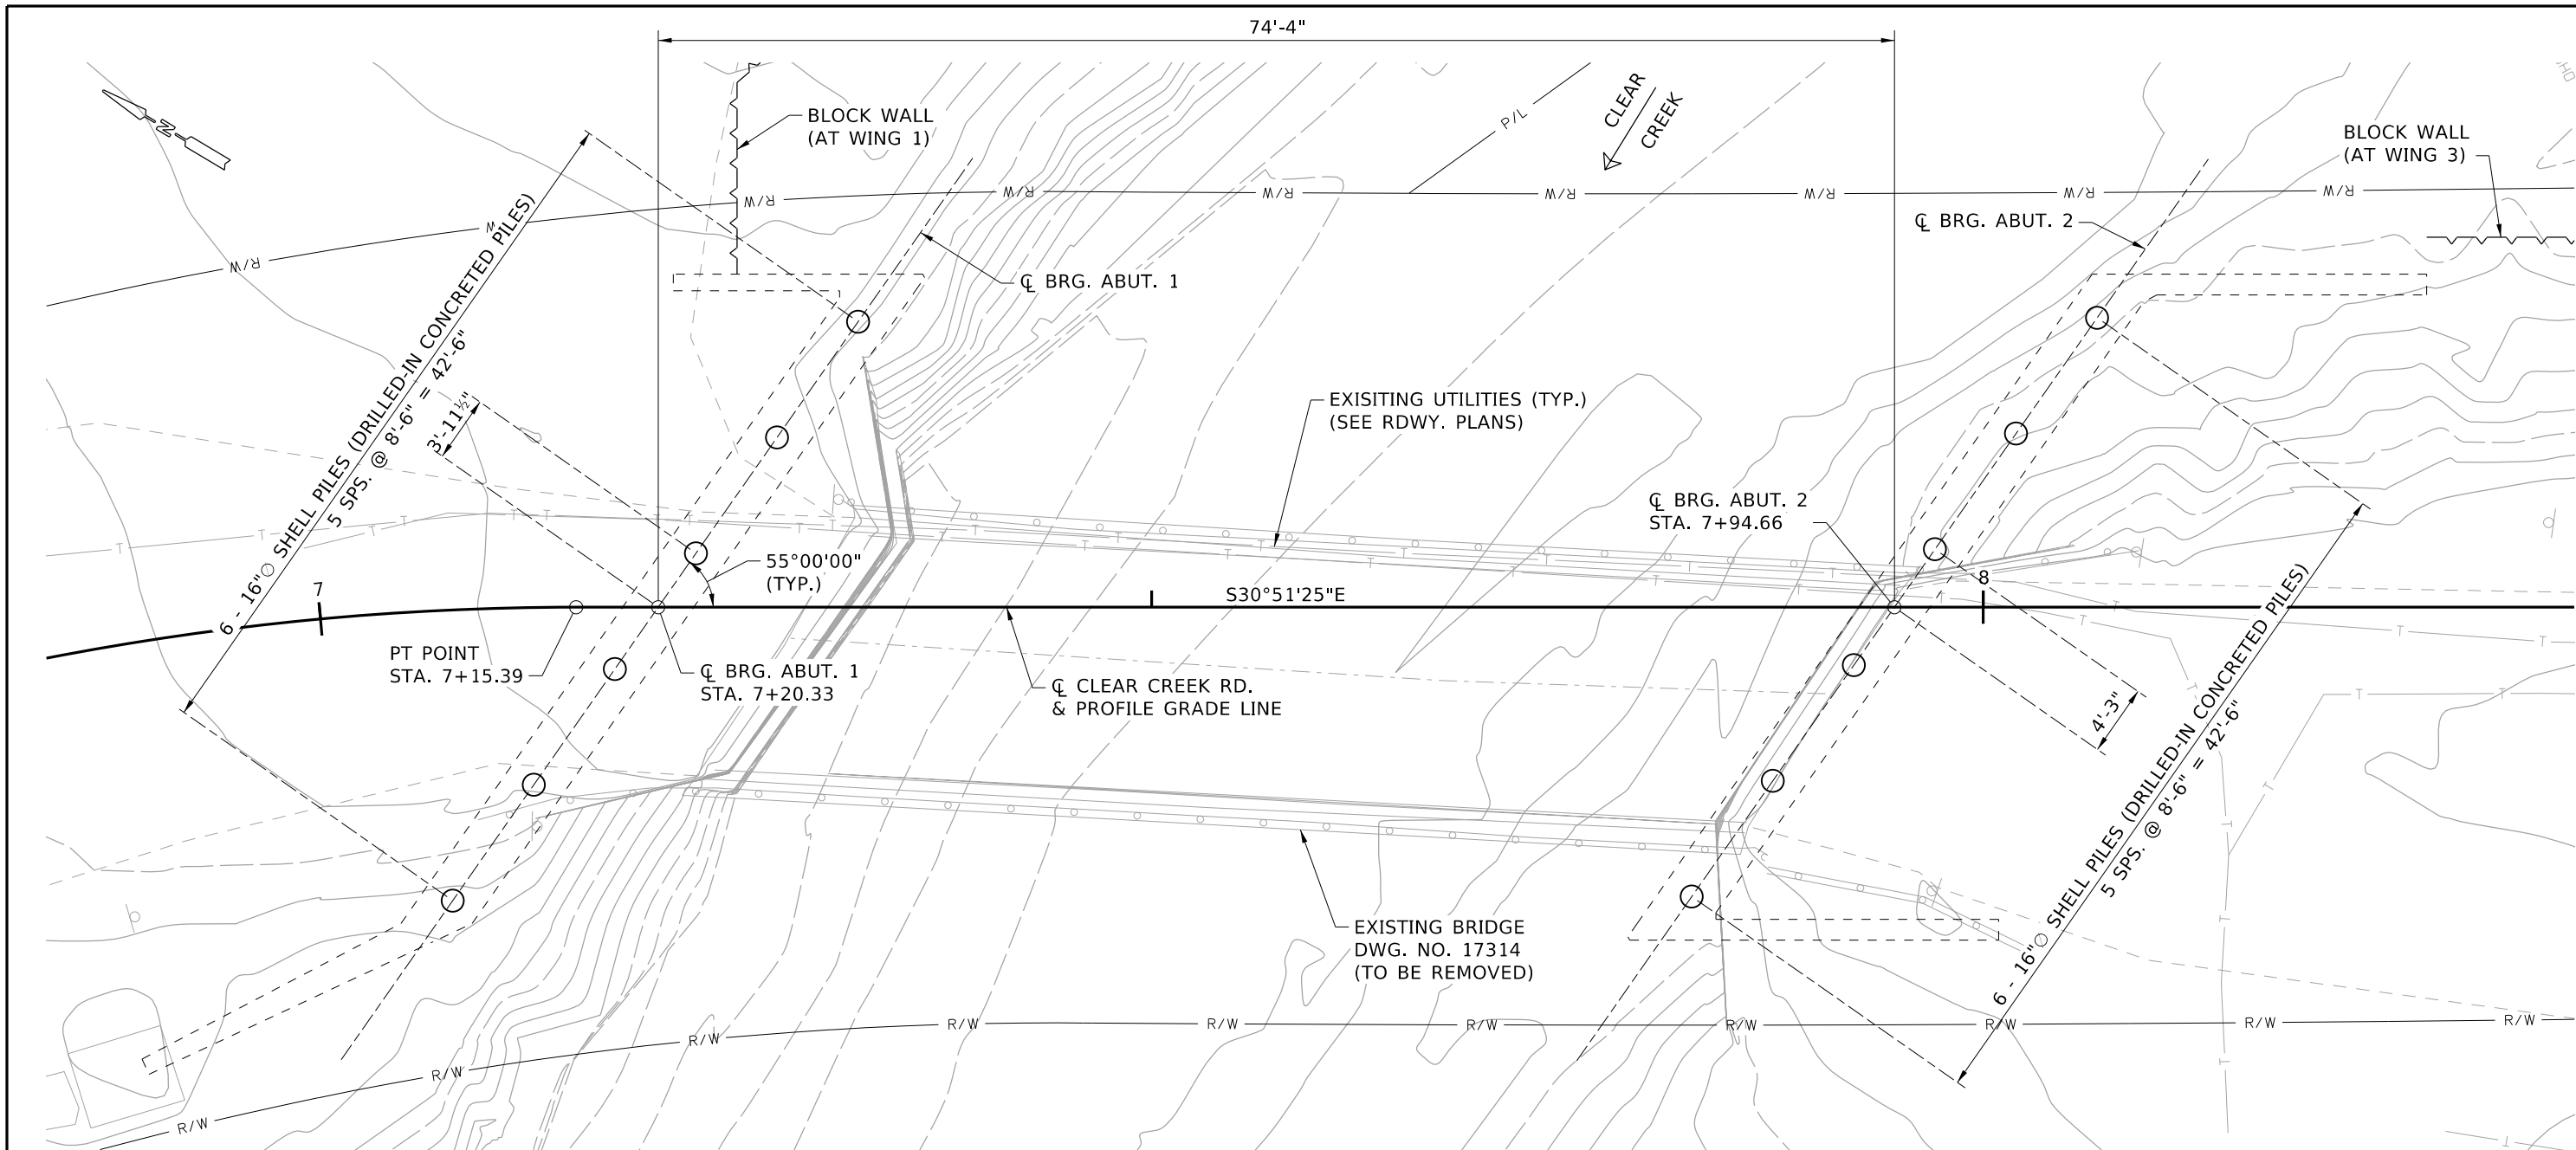 74'-4"
N
BLOCK WALL
(AT WING 1)
P/L
CLEAR
CREEK
BLOCK WALL
(AT WING 3)
R/W
R/W
R/W
R/W
R/W
R/W
R/W
R/W
R/W
W
℄ BRG. ABUT. 2
℄ BRG. ABUT. 1
6 - 16"∅ SHELL PILES (DRILLED-IN CONCRETED PILES)
5 SPS. @ 8'-6" = 42'-6"
3'-11½"
EXISITING UTILITIES (TYP.)
(SEE RDWY. PLANS)
℄ BRG. ABUT. 2
STA. 7+94.66
55°00'00"
(TYP.)
7
S30°51'25"E
8
PT POINT
STA. 7+15.39
℄ BRG. ABUT. 1
STA. 7+20.33
℄ CLEAR CREEK RD.
& PROFILE GRADE LINE
4'-3"
6 - 16"∅ SHELL PILES (DRILLED-IN CONCRETED PILES)
5 SPS. @ 8'-6" = 42'-6"
EXISTING BRIDGE
DWG. NO. 17314
(TO BE REMOVED)
R/W
R/W
R/W
R/W
R/W
R/W
R/W
R/W
R/W
R/W